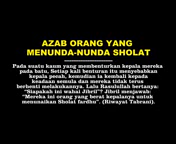 AZAB ORANG YANG
MENUNDA-NUNDA SHOLAT
Pada suatu kaum yang membenturkan kepala mereka
pada batu, Setiap kali benturan itu menyebabkan
kepala pecah, kemudian ia kembali kepada
keadaan semula dan mereka tidak terus
berhenti melakukannya. Lalu Rasulullah bertanya:
"Siapakah ini wahai Jibril"? Jibril menjawab:
"Mereka ini orang yang berat kepalanya untuk
menunaikan Sholat fardhu". (Riwayat Tabrani).